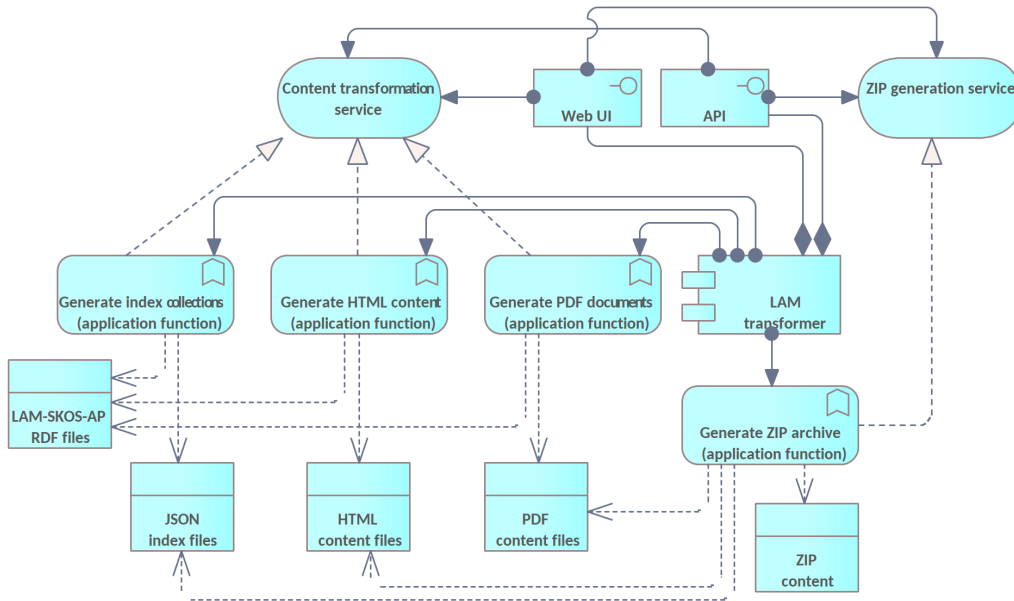 Content transformation
service
Web UI
API
ZIP generation service
Generate index collections
(application function)
Generate HTML content
(application function)
Generate PDF documents
(application function)
LAM
transformer
LAM-SKOS-AP
RDF files
Generate ZIP archive
(application function)
JSON
index files
HTML
content files
PDF
content files
ZIP
content